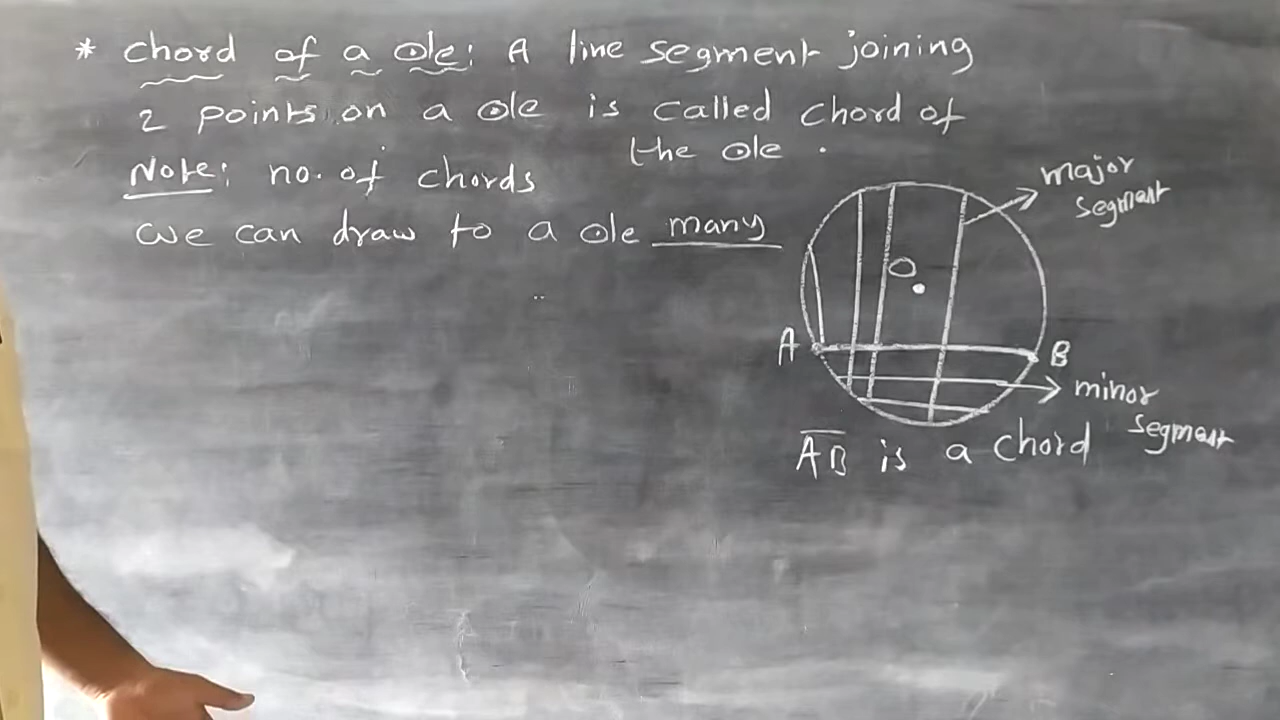 * chord of a ⊙le: A line segment joining
2 points on a ⊙le is called chord of
the ⊙le .
Note: no. of chords
we can draw to a ⊙le many
major
segment
O
A
B
minor
segment
A̅B̅ is a chord